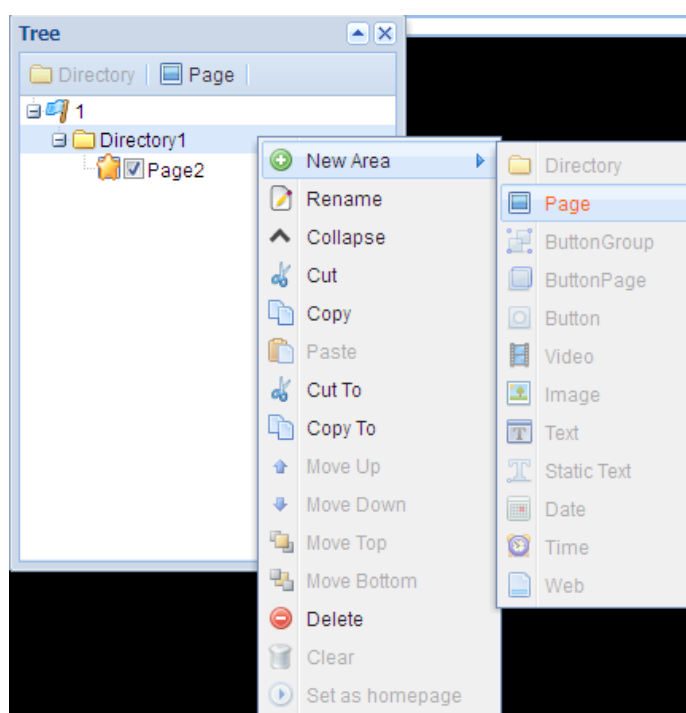 Tree
Directory Page
1
Directory1
Page2
New Area
Rename
Collapse
Cut
Copy
Paste
Cut To
Copy To
Move Up
Move Down
Move Top
Move Bottom
Delete
Clear
Set as homepage
Directory
Page
ButtonGroup
ButtonPage
Button
Video
Image
Text
Static Text
Date
Time
Web